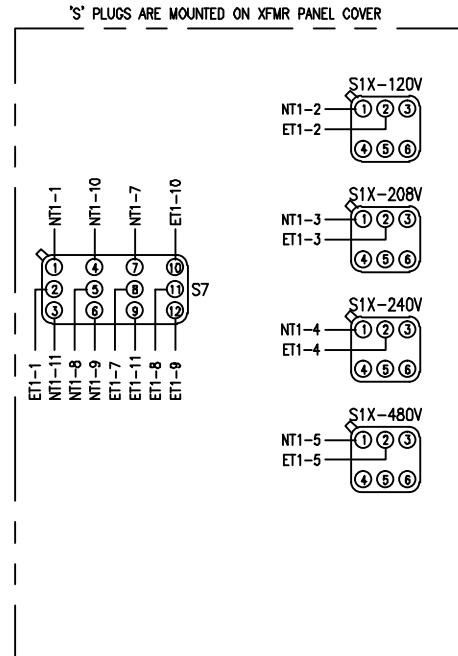 'S' PLUGS ARE MOUNTED ON XFMR PANEL COVER
S1X-120V
NT1-2 1 2 3
ET1-2
4 5 6
S1X-208V
NT1-3 1 2 3
ET1-3
4 5 6
S1X-240V
NT1-4 1 2 3
ET1-4
4 5 6
S1X-480V
NT1-5 1 2 3
ET1-5
4 5 6
NT1-1 NT1-10 NT1-7 ET1-10
1 4 7 10
2 5 8 11 S7
3 6 9 12
ET1-1 NT1-11 NT1-8 NT1-9 ET1-7 ET1-11 ET1-8 ET1-9